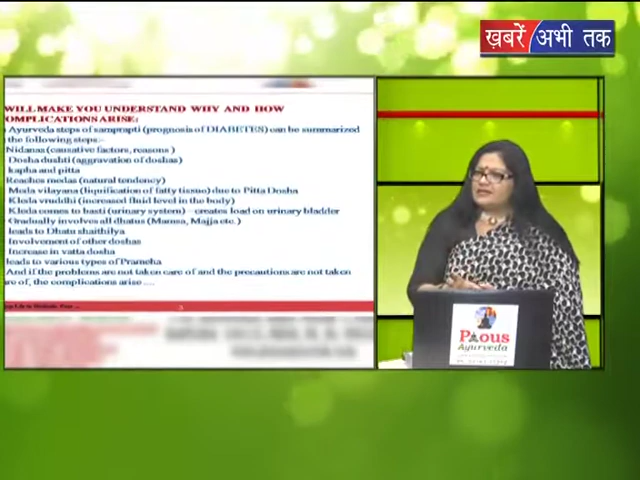 ख़बरें अभी तक
WILL MAKE YOU UNDERSTAND WHY AND HOW
OMPLICATIONS ARISE:
Ayurveda steps of samprapti (prognosis of DIABETES) can be summarized
the following steps:-
Nidanas (causative factors, reasons )
Dosha dushti (aggravation of doshas)
kapha and pitta
Reaches medas (natural tendency)
Meda vilayana (liquification of fatty tissue) due to Pitta Dosha
Kleda vruddhi (increased fluid level in the body)
Kleda comes to basti (urinary system) - creates load on urinary bladder
Gradually involves all dhatus (Mamsa, Majja etc.)
leads to Dhatu shaithilya
Involvement of other doshas
Increase in vatta dosha
leads to various types of Prameha
And if the problems are not taken care of and the precautions are not taken
are of, the complications arise ....
Pious
Ayurveda